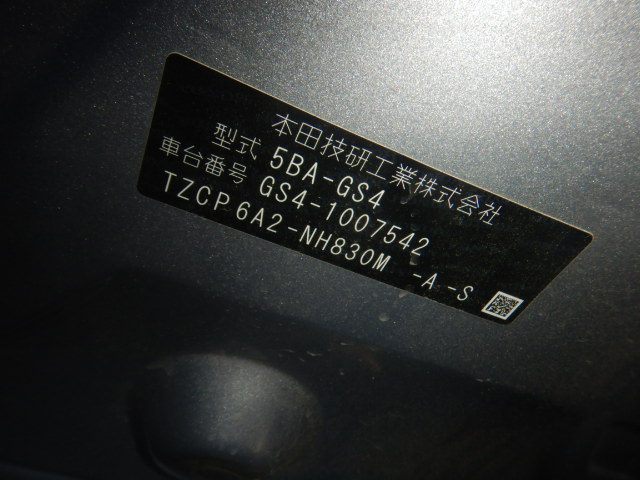 本田技研工業株式会社
型式 5BA-GS4
車台番号 GS4-1007542
TZCP 6A2-NH830M -A -S